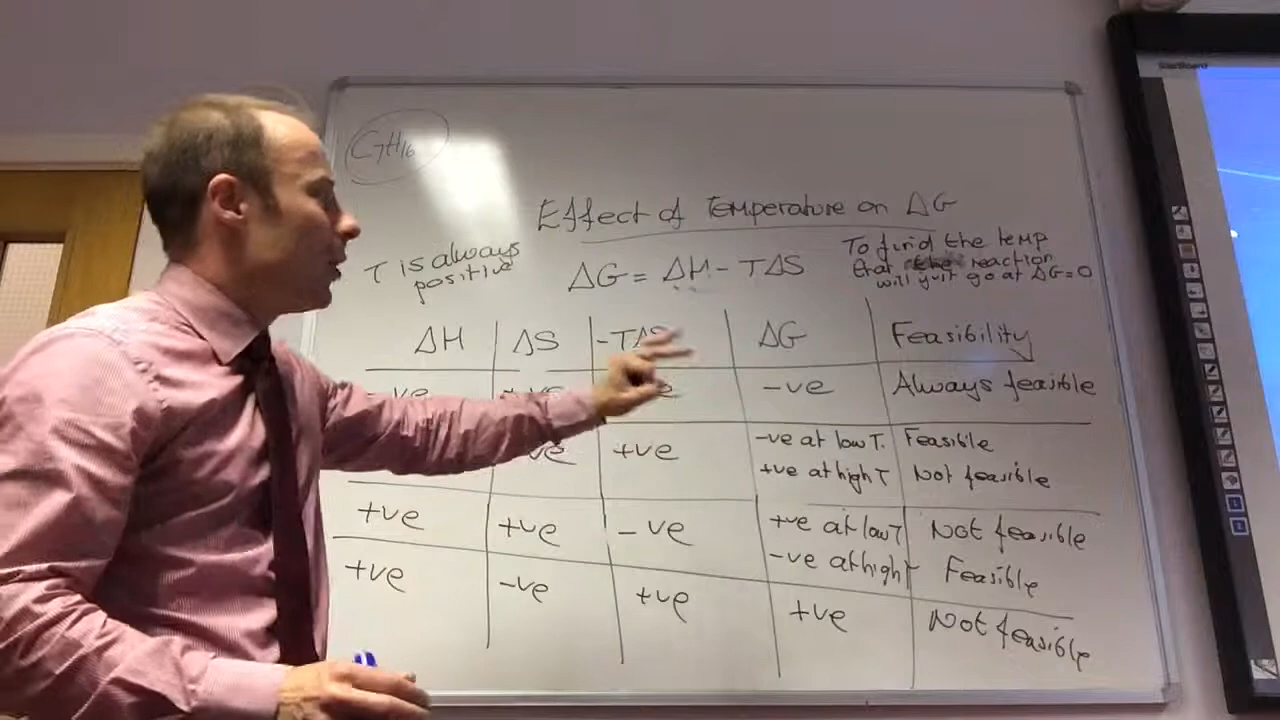 C7H16
Effect of Temperature on ΔG
T is always
positive
ΔG = ΔH - TΔS
To find the temp
that the reaction
will just go at ΔG=0
ΔH ΔS -TΔS ΔG Feasibility
-ve +ve -ve Always feasible
-ve +ve -ve at low T. Feasible
+ve at high T Not feasible
+ve +ve -ve +ve at low T Not feasible
-ve at high T Feasible
+ve -ve +ve +ve Not feasible
StarBoard